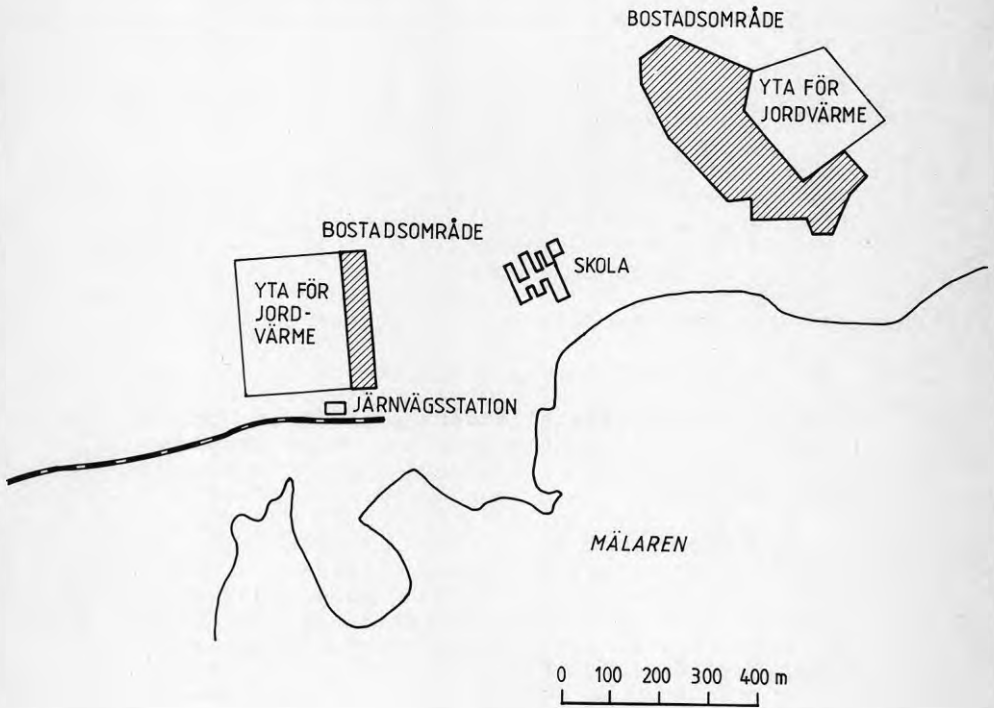 BOSTADSOMRÅDE
YTA FÖR
JORDVÄRME
BOSTADSOMRÅDE
SKOLA
YTA FÖR
JORD-
VÄRME
JÄRNVÄGSSTATION
MÄLAREN
0 100 200 300 400 m